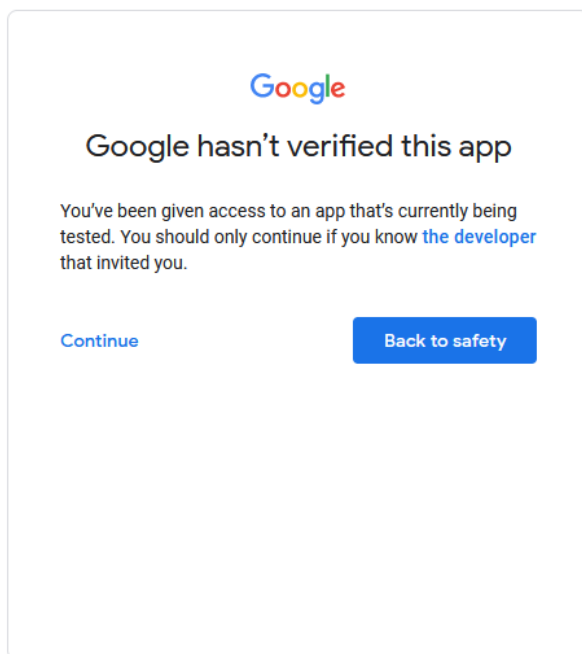 Google
Google hasn’t verified this app
You’ve been given access to an app that’s currently being
tested. You should only continue if you know the developer
that invited you.
Continue
Back to safety